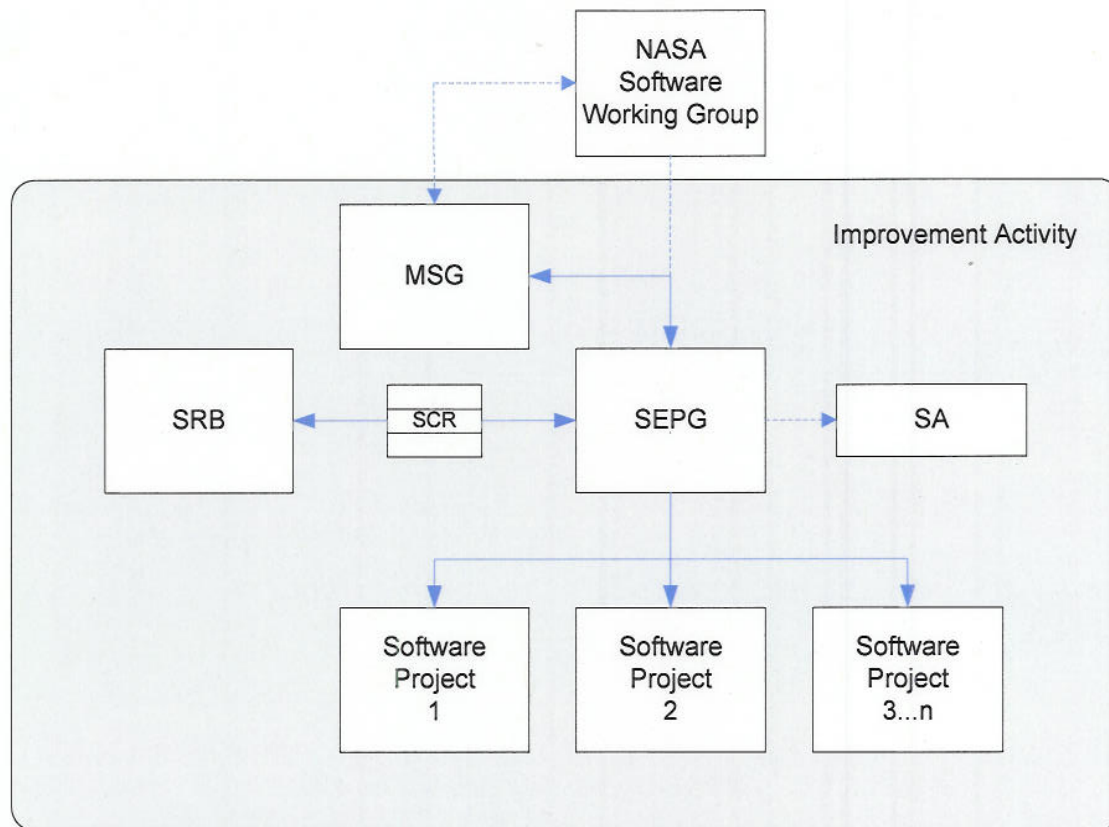 NASA
Software
Working Group
Improvement Activity
MSG
SRB
SCR
SEPG
SA
Software
Project
1
Software
Project
2
Software
Project
3...n